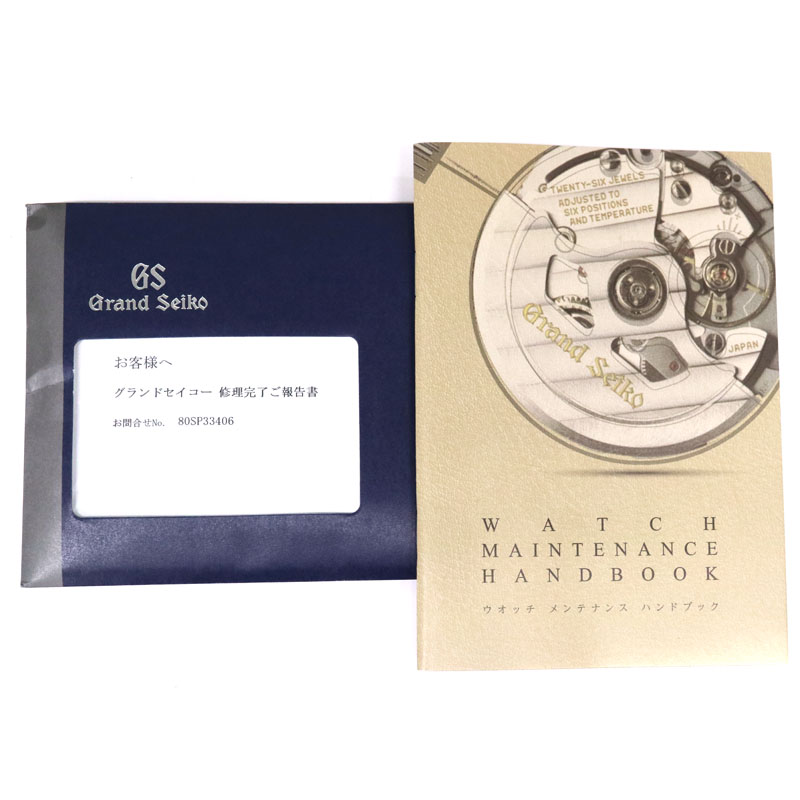 GS
Grand Seiko
お客様へ
グランドセイコー 修理完了ご報告書
お問合せNo. 80SP33406
TWENTY-SIX JEWELS
ADJUSTED TO
SIX POSITIONS
AND TEMPERATURE
Grand Seiko
JAPAN
WATCH
MAINTENANCE
HANDBOOK
ウオッチ メンテナンス ハンドブック